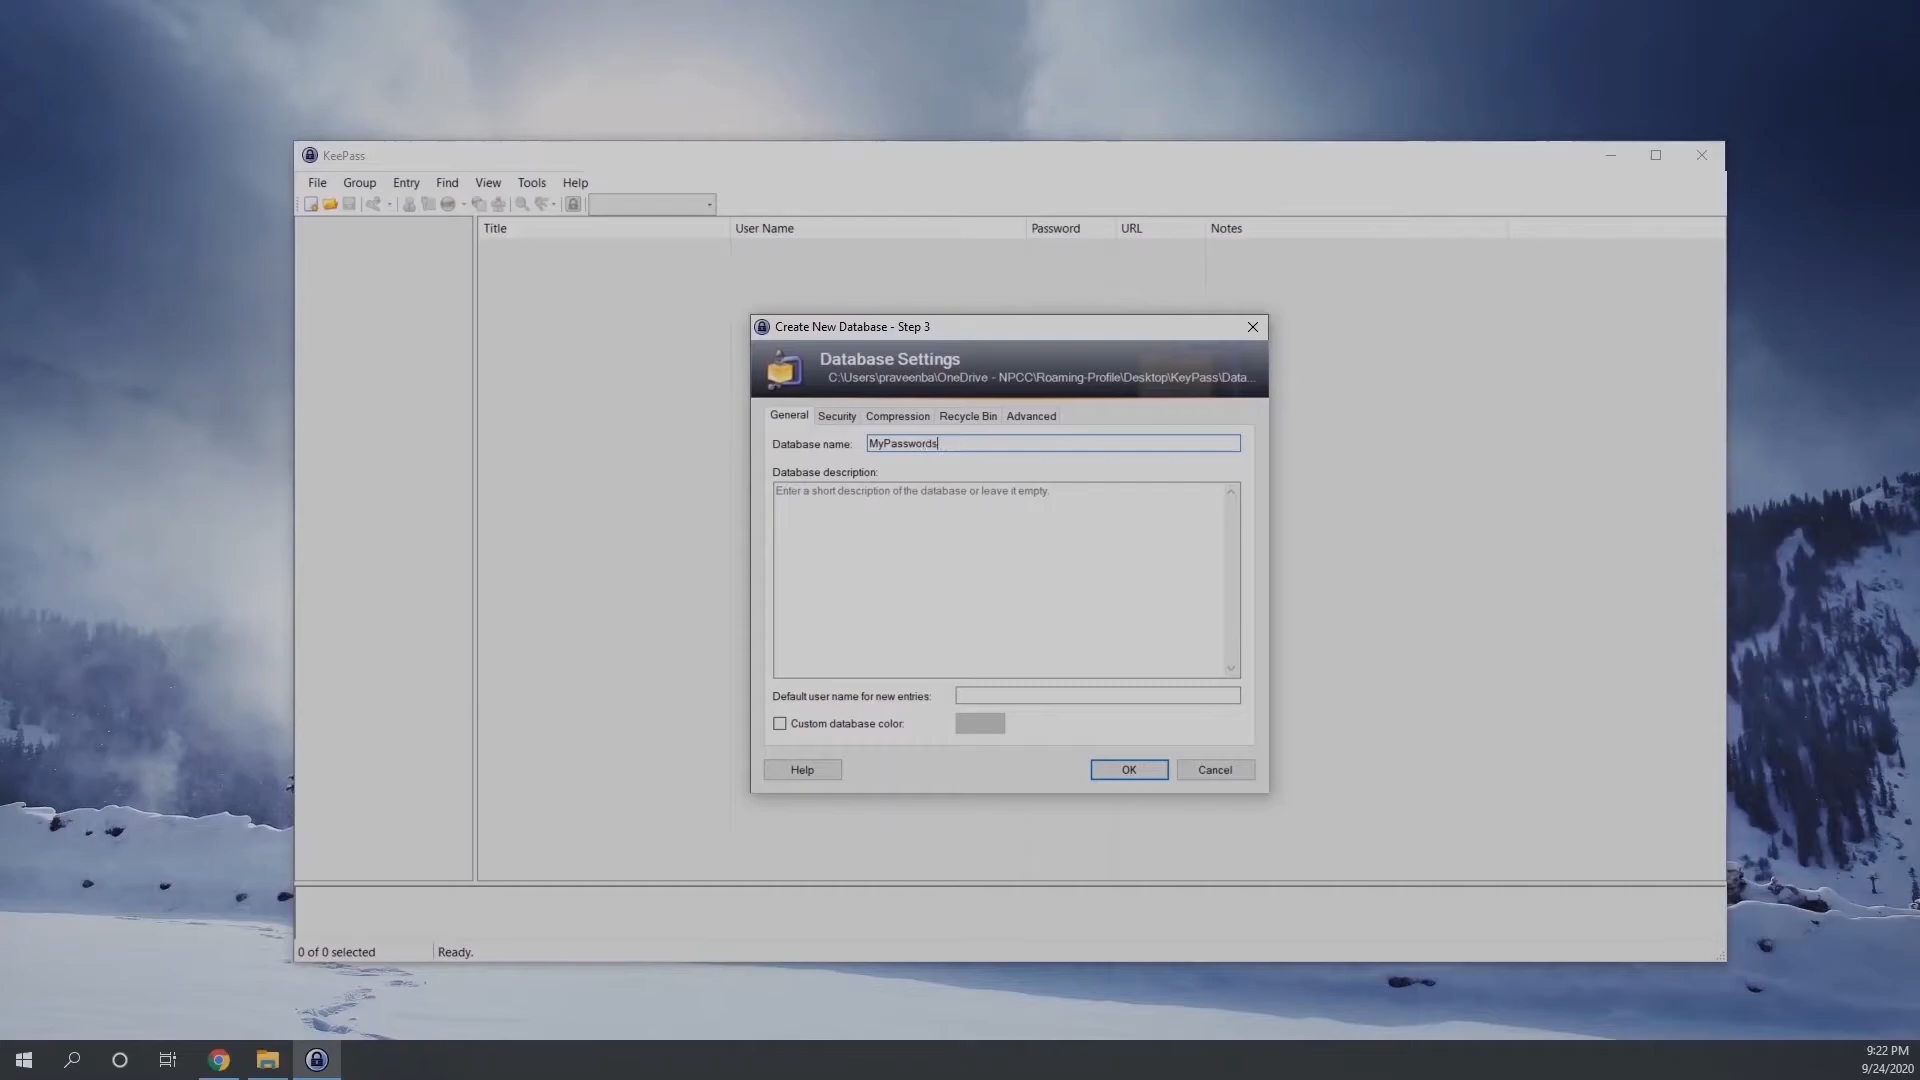 KeePass
File Group Entry Find View Tools Help
Title User Name Password URL Notes
Create New Database - Step 3
Database Settings
C:\Users\praveenba\OneDrive - NPCC\Roaming-Profile\Desktop\KeyPass\Data...
General Security Compression Recycle Bin Advanced
Database name: MyPasswords
Database description:
Enter a short description of the database or leave it empty.
Default user name for new entries:
Custom database color:
Help OK Cancel
0 of 0 selected Ready.
9:22 PM
9/24/2020